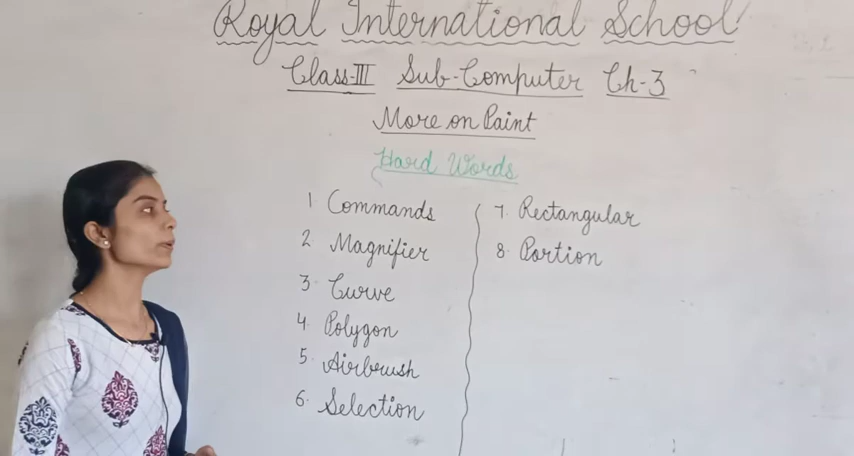 Royal International School
Class-III Sub-Computer Ch-3
More on Paint
Hard Words
1 Commands
2. Magnifier
3. Curve
4. Polygon
5. Airbrush
6. Selection
7. Rectangular
8. Portion